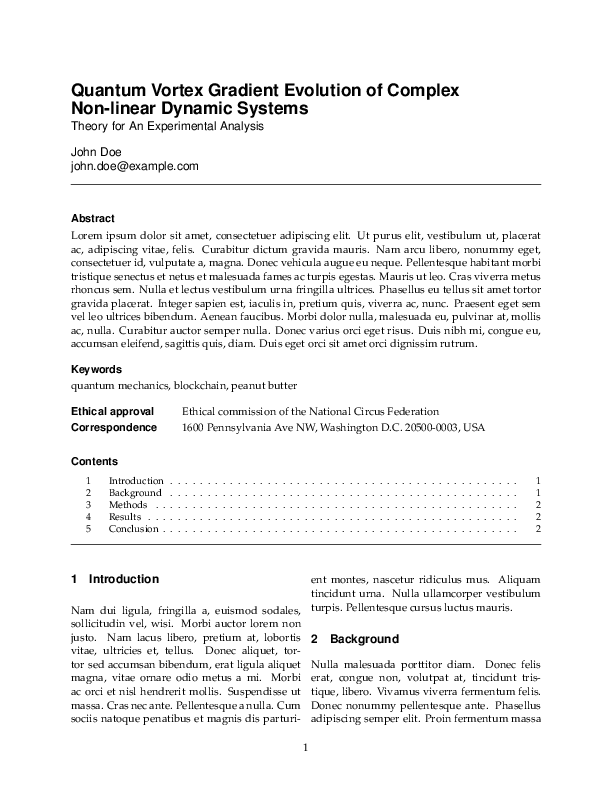 Quantum Vortex Gradient Evolution of Complex
Non-linear Dynamic Systems
Theory for An Experimental Analysis
John Doe
john.doe@example.com
Abstract
Lorem ipsum dolor sit amet, consectetuer adipiscing elit. Ut purus elit, vestibulum ut, placerat
ac, adipiscing vitae, felis. Curabitur dictum gravida mauris. Nam arcu libero, nonummy eget,
consectetuer id, vulputate a, magna. Donec vehicula augue eu neque. Pellentesque habitant morbi
tristique senectus et netus et malesuada fames ac turpis egestas. Mauris ut leo. Cras viverra metus
rhoncus sem. Nulla et lectus vestibulum urna fringilla ultrices. Phasellus eu tellus sit amet tortor
gravida placerat. Integer sapien est, iaculis in, pretium quis, viverra ac, nunc. Praesent eget sem
vel leo ultrices bibendum. Aenean faucibus. Morbi dolor nulla, malesuada eu, pulvinar at, mollis
ac, nulla. Curabitur auctor semper nulla. Donec varius orci eget risus. Duis nibh mi, congue eu,
accumsan eleifend, sagittis quis, diam. Duis eget orci sit amet orci dignissim rutrum.
Keywords
quantum mechanics, blockchain, peanut butter
Ethical approval Ethical commission of the National Circus Federation
Correspondence 1600 Pennsylvania Ave NW, Washington D.C. 20500-0003, USA
Contents
1 Introduction . . . . . . . . . . . . . . . . . . . . . . . . . . . . . . . . . . . . . . . . . . . . . . . 1
2 Background . . . . . . . . . . . . . . . . . . . . . . . . . . . . . . . . . . . . . . . . . . . . . . . 1
3 Methods . . . . . . . . . . . . . . . . . . . . . . . . . . . . . . . . . . . . . . . . . . . . . . . . . 2
4 Results . . . . . . . . . . . . . . . . . . . . . . . . . . . . . . . . . . . . . . . . . . . . . . . . . . 2
5 Conclusion . . . . . . . . . . . . . . . . . . . . . . . . . . . . . . . . . . . . . . . . . . . . . . . . 2
1 Introduction
Nam dui ligula, fringilla a, euismod sodales,
sollicitudin vel, wisi. Morbi auctor lorem non
justo. Nam lacus libero, pretium at, lobortis
vitae, ultricies et, tellus. Donec aliquet, tor-
tor sed accumsan bibendum, erat ligula aliquet
magna, vitae ornare odio metus a mi. Morbi
ac orci et nisl hendrerit mollis. Suspendisse ut
massa. Cras nec ante. Pellentesque a nulla. Cum
sociis natoque penatibus et magnis dis parturi-
ent montes, nascetur ridiculus mus. Aliquam
tincidunt urna. Nulla ullamcorper vestibulum
turpis. Pellentesque cursus luctus mauris.
2 Background
Nulla malesuada porttitor diam. Donec felis
erat, congue non, volutpat at, tincidunt tris-
tique, libero. Vivamus viverra fermentum felis.
Donec nonummy pellentesque ante. Phasellus
adipiscing semper elit. Proin fermentum massa
1